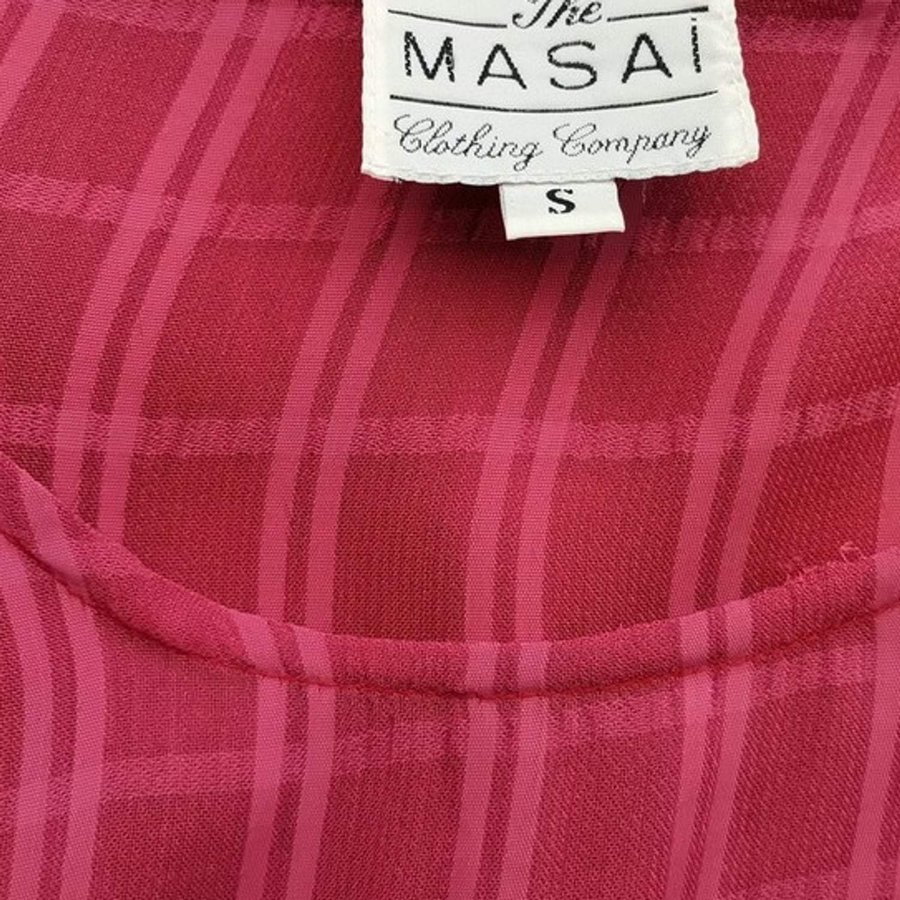 The
MASAI
Clothing Company
S